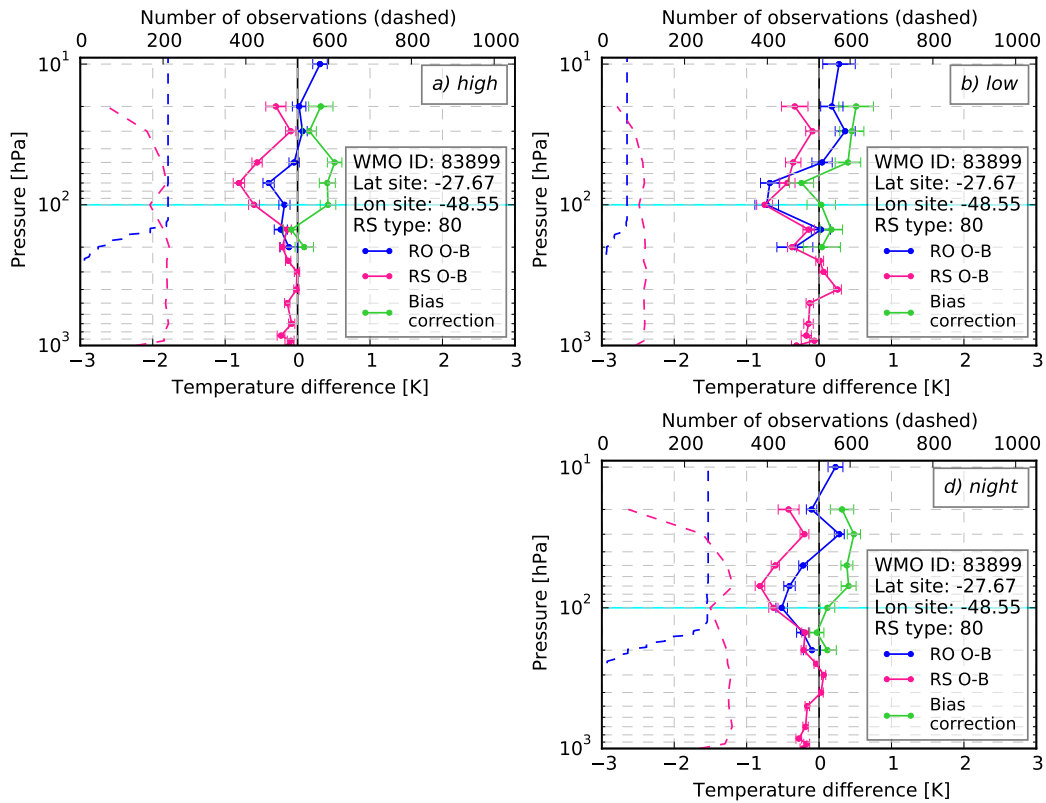 Number of observations (dashed)
0 200 400 600 800 1000
10¹
10²
10³
Pressure [hPa]
a) high
WMO ID: 83899
Lat site: -27.67
Lon site: -48.55
RS type: 80
RO O-B
RS O-B
Bias
correction
−3 −2 −1 0 1 2 3
Temperature difference [K]
Number of observations (dashed)
0 200 400 600 800 1000
10¹
10²
10³
Pressure [hPa]
b) low
WMO ID: 83899
Lat site: -27.67
Lon site: -48.55
RS type: 80
RO O-B
RS O-B
Bias
correction
−3 −2 −1 0 1 2 3
Temperature difference [K]
Number of observations (dashed)
0 200 400 600 800 1000
10¹
10²
10³
Pressure [hPa]
d) night
WMO ID: 83899
Lat site: -27.67
Lon site: -48.55
RS type: 80
RO O-B
RS O-B
Bias
correction
−3 −2 −1 0 1 2 3
Temperature difference [K]